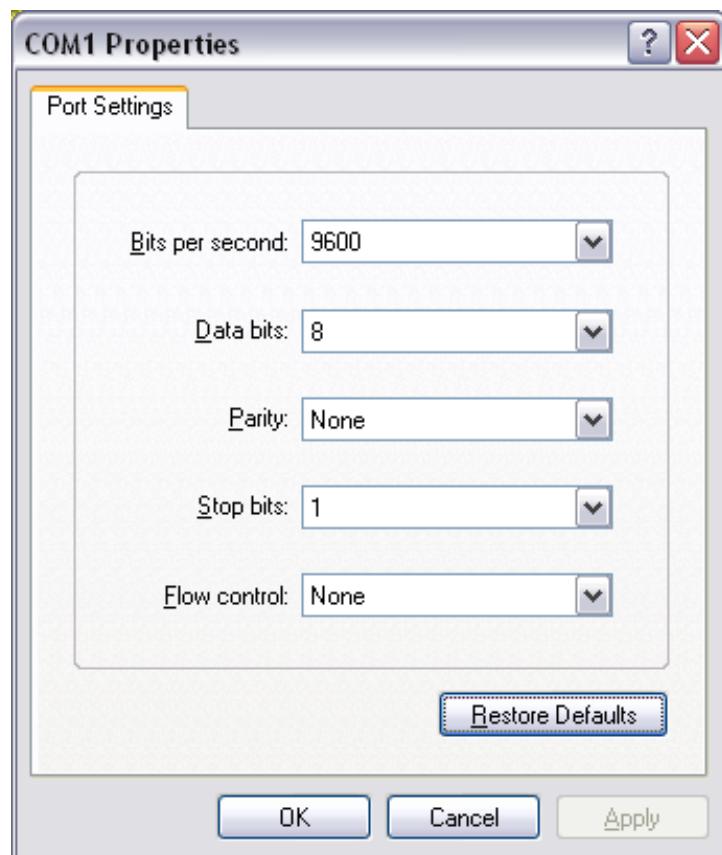 COM1 Properties
?
Port Settings
Bits per second: 9600
Data bits: 8
Parity: None
Stop bits: 1
Flow control: None
Restore Defaults
OK Cancel Apply